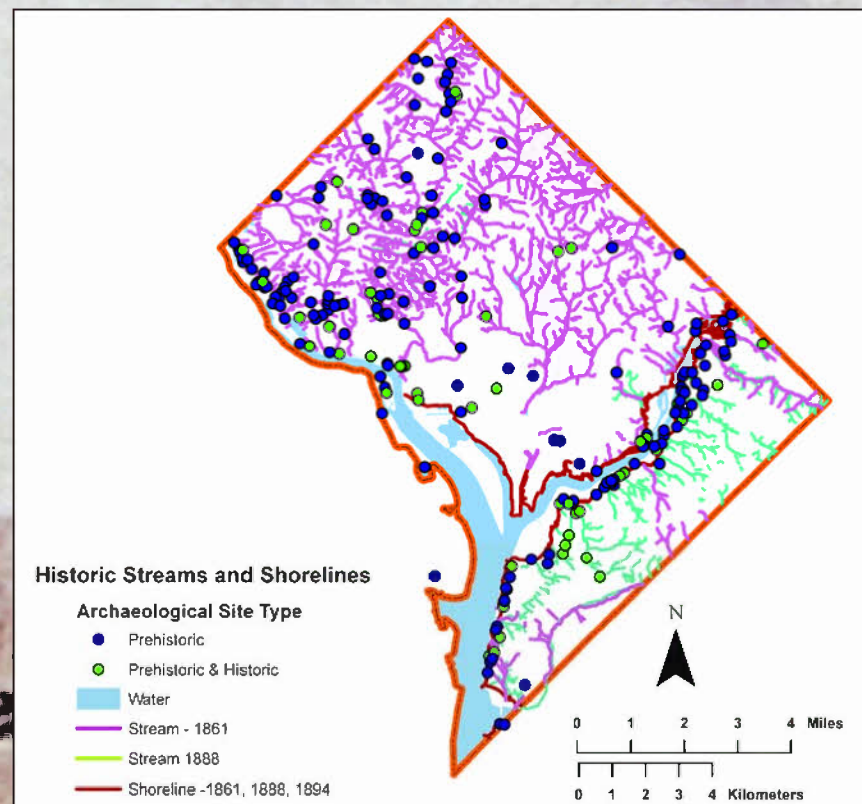 Historic Streams and Shorelines
Archaeological Site Type
Prehistoric
Prehistoric & Historic
Water
Stream - 1861
Stream 1888
Shoreline -1861, 1888, 1894
N
0 1 2 3 4 Miles
0 1 2 3 4 Kilometers